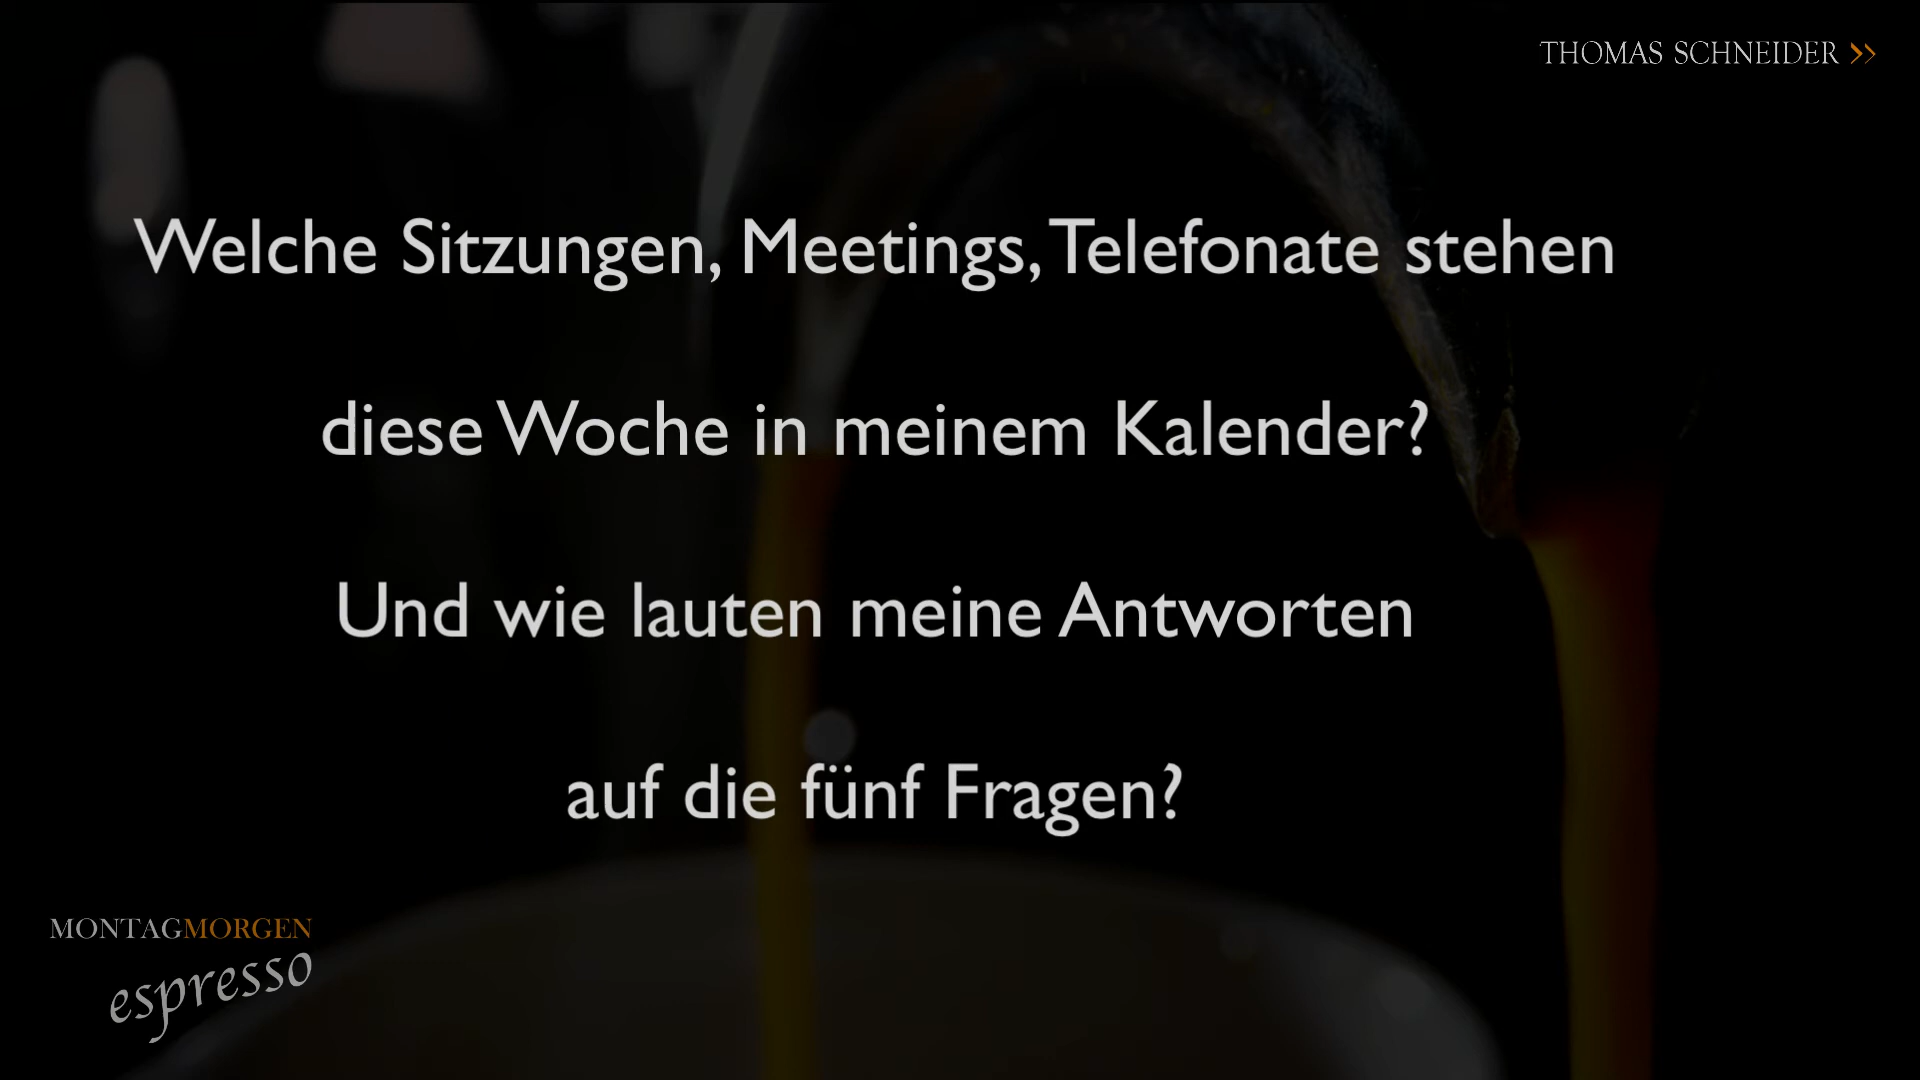 THOMAS SCHNEIDER >>
Welche Sitzungen, Meetings, Telefonate stehen
diese Woche in meinem Kalender?
Und wie lauten meine Antworten
auf die fünf Fragen?
MONTAGMORGEN
espresso